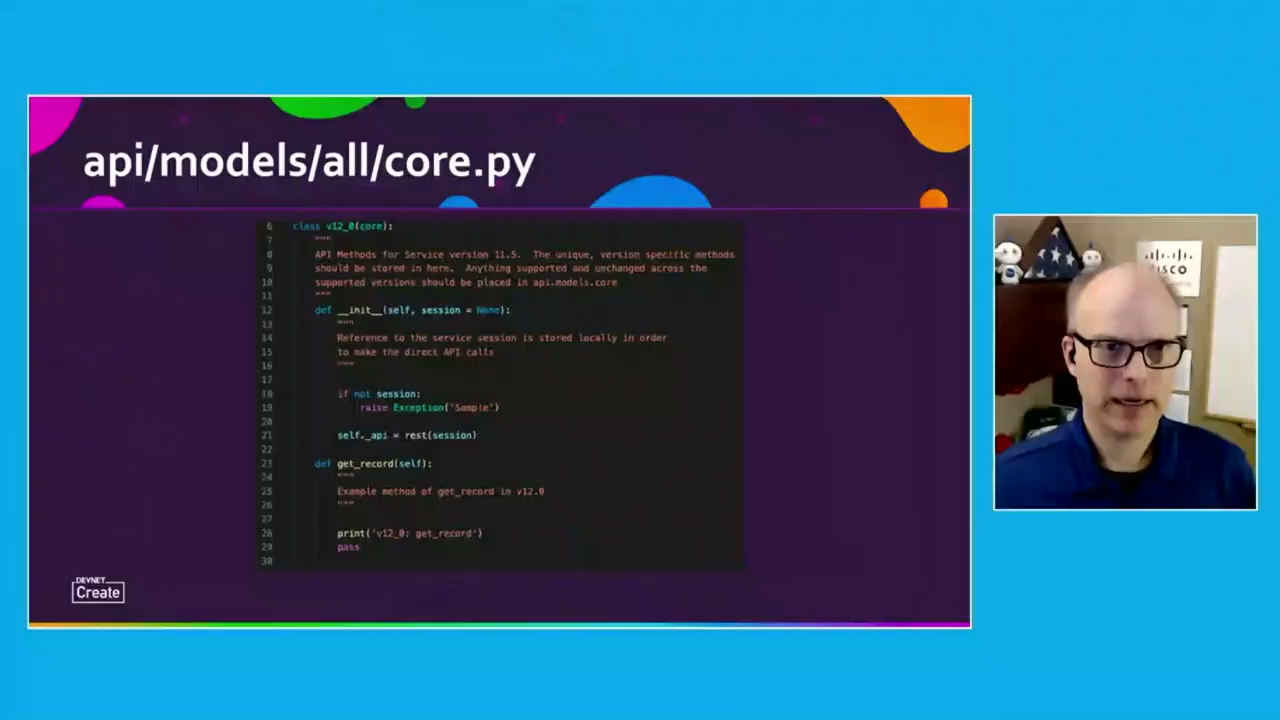 api/models/all/core.py
6 class v12_0(core):
7 """
8 API Methods for Service version 11.5. The unique, version specific methods
9 should be stored in here. Anything supported and unchanged across the
10 supported versions should be placed in api.models.core
11 """
12 def __init__(self, session = None):
13 """
14 Reference to the service session is stored locally in order
15 to make the direct API calls
16 """
17
18 if not session:
19 raise Exception('Sample')
20
21 self._api = rest(session)
22
23 def get_record(self):
24 """
25 Example method of get_record in v12.0
26 """
27
28 print('v12_0: get_record')
29 pass
30
DEVNET
Create
CISCO